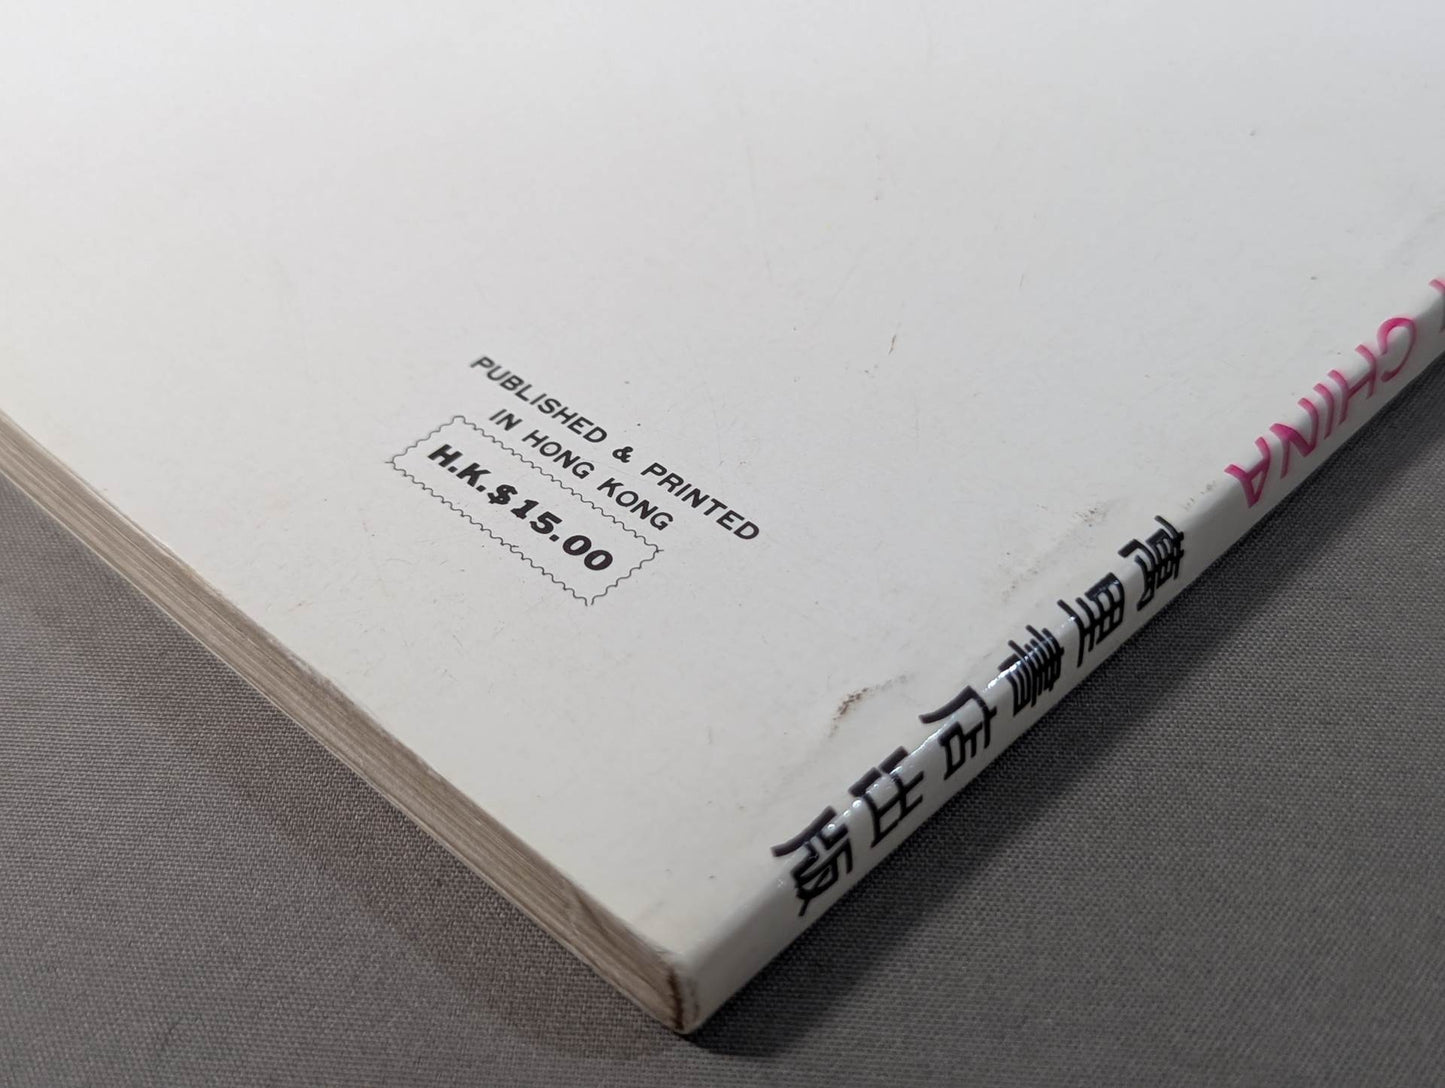 PUBLISHED & PRINTED
IN HONG KONG
H.K.$15.00
CHINA
萬里書店出版